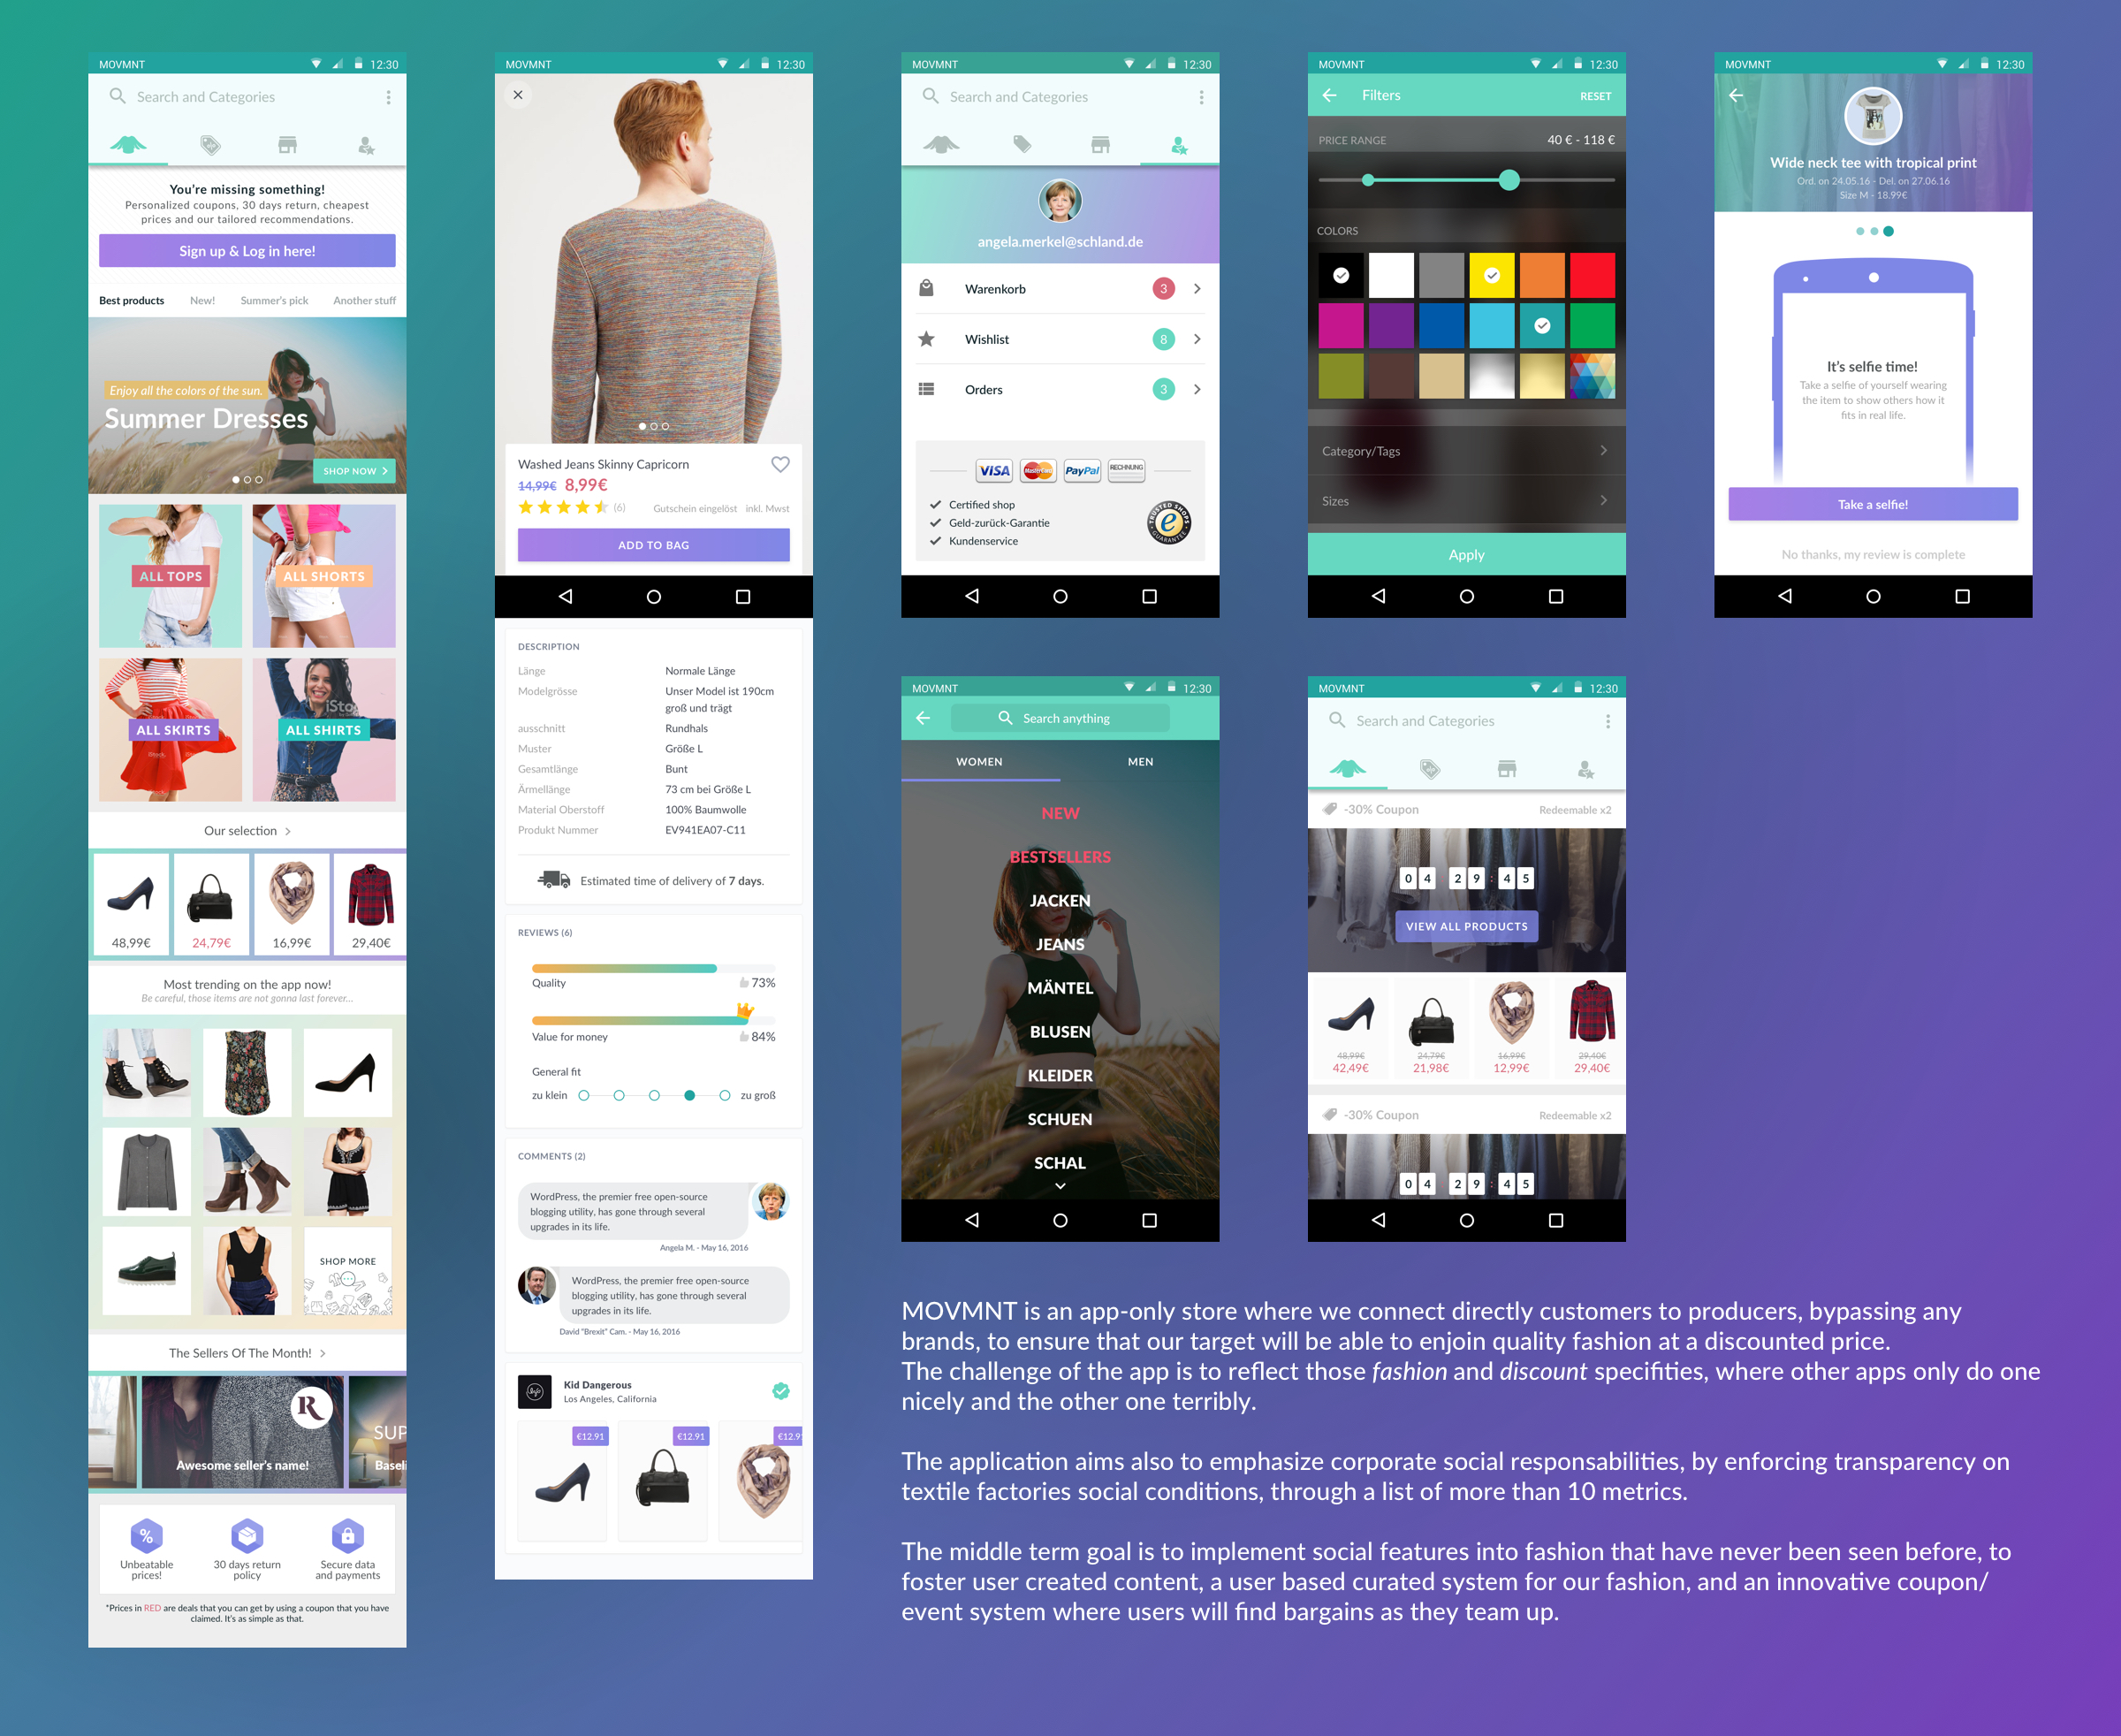 MOVMNT 12:30
Search and Categories
You're missing something!
Personalized coupons, 30 days return, cheapest
prices and our tailored recommendations.
Sign up & Log in here!
Best products New! Summer's pick Another stuff
Enjoy all the colors of the sun.
Summer Dresses
SHOP NOW
ALL TOPS ALL SHORTS
iStock
ALL SKIRTS ALL SHIRTS
Our selection
48,99€ 24,79€ 16,99€ 29,40€
Most trending on the app now!
Be careful, those items are not gonna last forever...
SHOP MORE
The Sellers Of The Month!
R
SUP
Awesome seller's name! Baseli
%
Unbeatable
prices!
30 days return
policy
Secure data
and payments
*Prices in RED are deals that you can get by using a coupon that you have
claimed. It's as simple as that.
MOVMNT 12:30
Washed Jeans Skinny Capricorn
14,99€ 8,99€
(6) Gutschein eingelöst inkl. Mwst
ADD TO BAG
DESCRIPTION
Länge Normale Länge
Modelgrösse Unser Model ist 190cm
groß und trägt
ausschnitt Rundhals
Muster Größe L
Gesamtlänge Bunt
Ärmellänge 73 cm bei Größe L
Material Oberstoff 100% Baumwolle
Produkt Nummer EV941EA07-C11
Estimated time of delivery of 7 days.
REVIEWS (6)
Quality 73%
Value for money 84%
General fit
zu klein zu groß
COMMENTS (2)
WordPress, the premier free open-source
blogging utility, has gone through several
upgrades in its life.
Angela M. - May 16, 2016
WordPress, the premier free open-source
blogging utility, has gone through several
upgrades in its life.
David "Brexit" Cam. - May 16, 2016
Kid Dangerous
Los Angeles, California
€12.91 €12.91 €12.9
MOVMNT 12:30
Search and Categories
angela.merkel@schland.de
Warenkorb 3
Wishlist 8
Orders 3
VISA MasterCard PayPal RECHNUNG
Certified shop
Geld-zurück-Garantie
Kundenservice
TRUSTED SHOPS
e
GUARANTEE
MOVMNT 12:30
Filters RESET
PRICE RANGE 40 € - 118 €
COLORS
Category/Tags
Sizes
Apply
MOVMNT 12:30
Wide neck tee with tropical print
Ord. on 24.05.16 - Del. on 27.06.16
Size M - 18.99€
It's selfie time!
Take a selfie of yourself wearing
the item to show others how it
fits in real life.
Take a selfie!
No thanks, my review is complete
MOVMNT 12:30
Search anything
WOMEN MEN
NEW
BESTSELLERS
JACKEN
JEANS
MÄNTEL
BLUSEN
KLEIDER
SCHUEN
SCHAL
MOVMNT 12:30
Search and Categories
-30% Coupon Redeemable x2
04 29 : 45
VIEW ALL PRODUCTS
48,99€ 24,79€ 16,99€ 29,40€
42,49€ 21,98€ 12,99€ 29,40€
-30% Coupon Redeemable x2
04 29 : 45
MOVMNT is an app-only store where we connect directly customers to producers, bypassing any
brands, to ensure that our target will be able to enjoin quality fashion at a discounted price.
The challenge of the app is to reflect those fashion and discount specifities, where other apps only do one
nicely and the other one terribly.
The application aims also to emphasize corporate social responsabilities, by enforcing transparency on
textile factories social conditions, through a list of more than 10 metrics.
The middle term goal is to implement social features into fashion that have never been seen before, to
foster user created content, a user based curated system for our fashion, and an innovative coupon/
event system where users will find bargains as they team up.